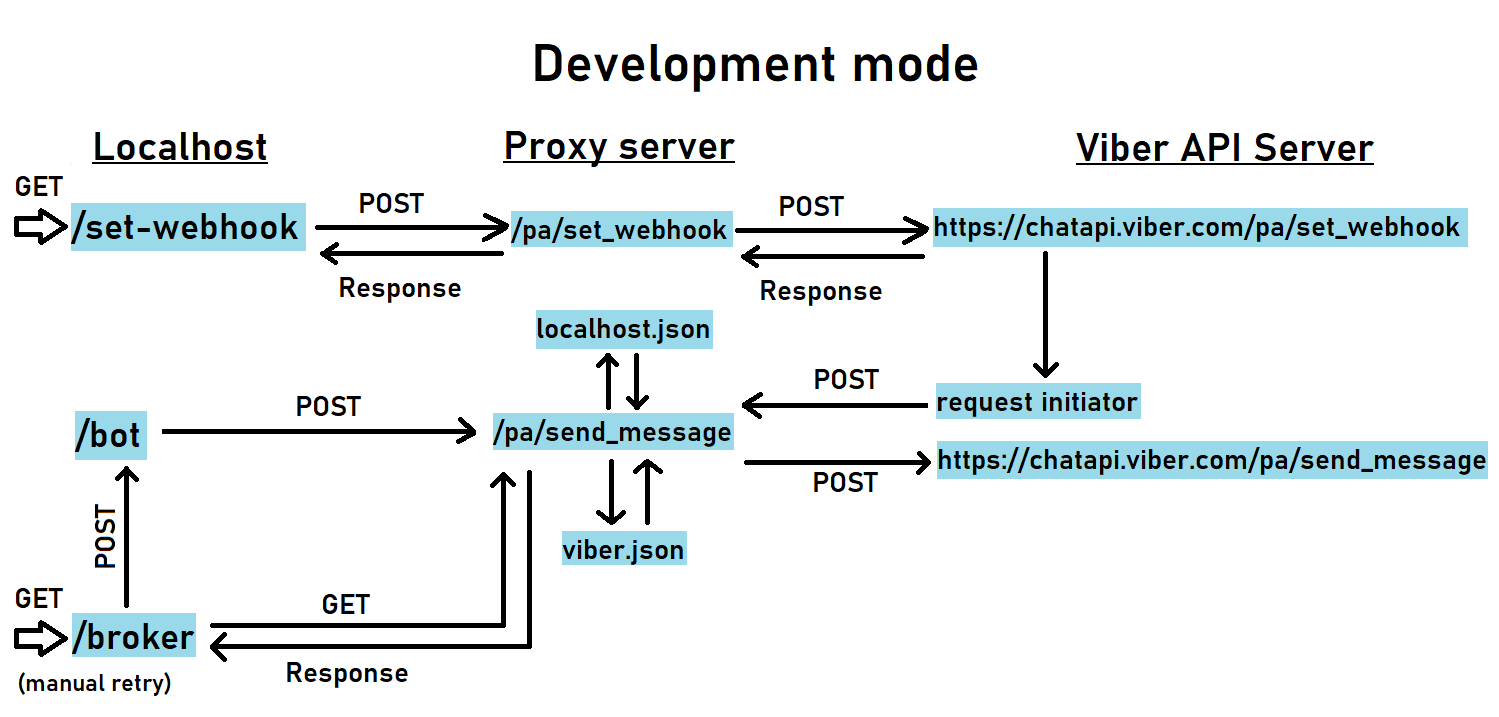 Development mode
Localhost
Proxy server
Viber API Server
GET
/set-webhook
POST
/pa/set_webhook
POST
https://chatapi.viber.com/pa/set_webhook
Response
Response
localhost.json
POST
request initiator
/bot
POST
/pa/send_message
https://chatapi.viber.com/pa/send_message
POST
POST
viber.json
GET
/broker
GET
Response
(manual retry)